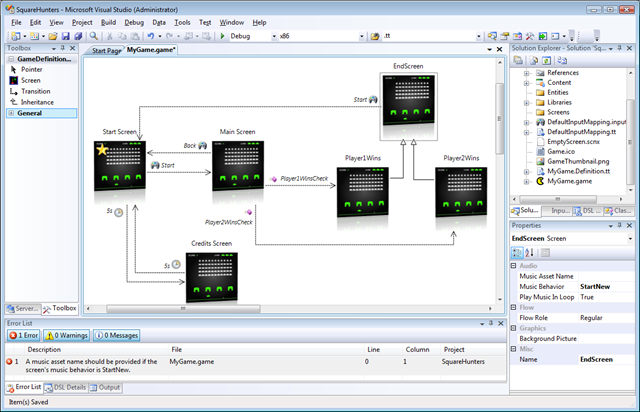 SquareHunters - Microsoft Visual Studio (Administrator)
File Edit View Project Build Debug Data Tools Test Window Help
Debug x86 .tt
Toolbox
GameDefinition...
Pointer
Screen
Transition
Inheritance
General
Server... Toolbox
Start Page MyGame.game*
EndScreen
Start
Start Screen
Main Screen
Back
Start
Player1Wins
Player2Wins
Player1WinsCheck
Player2WinsCheck
5s
Credits Screen
5s
Solution Explorer - Solution 'Sq...
References
Content
Entities
Libraries
Screens
DefaultInputMapping.input
DefaultInputMapping.tt
EmptyScreen.scnx
Game.ico
GameThumbnail.png
MyGame.Definition.tt
MyGame.game
Solu... Input... DSL ... Clas...
Properties
EndScreen Screen
Audio
Music Asset Name
Music Behavior StartNew
Play Music In Loop True
Flow
Flow Role Regular
Graphics
Background Picture
Misc
Name EndScreen
Error List
1 Error 0 Warnings 0 Messages
Description File Line Column Project
1 A music asset name should be provided if the screen's music behavior is StartNew. MyGame.game 0 1 SquareHunters
Error List DSL Details Output
Item(s) Saved